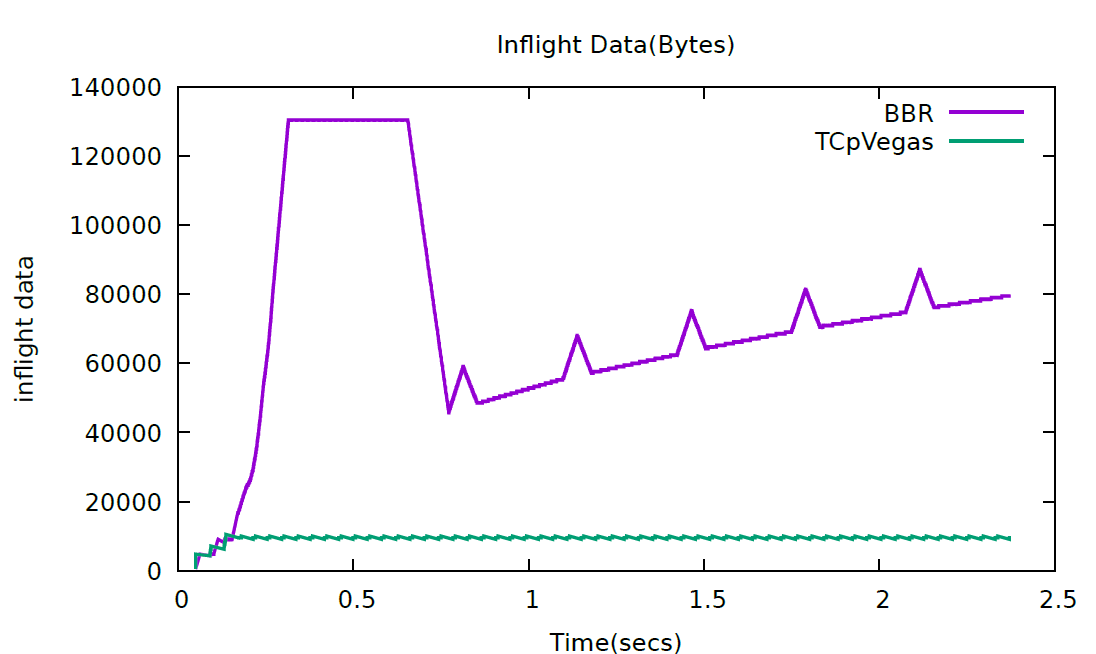 Inflight Data(Bytes)
140000
120000
100000
80000
60000
40000
20000
0
inflight data
BBR
TCpVegas
0 0.5 1 1.5 2 2.5
Time(secs)